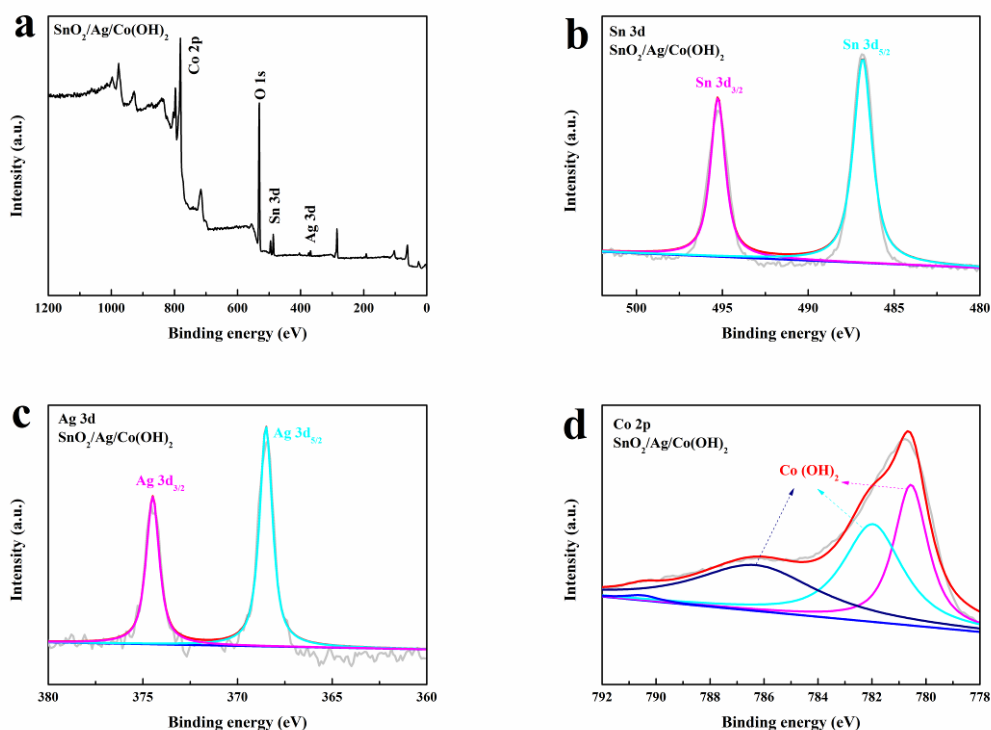 a
SnO2/Ag/Co(OH)2
Co 2p
O 1s
Sn 3d
Ag 3d
Intensity (a.u.)
1200 1000 800 600 400 200 0
Binding energy (eV)
b
Sn 3d
SnO2/Ag/Co(OH)2
Sn 3d5/2
Sn 3d3/2
Intensity (a.u.)
500 495 490 485 480
Binding energy (eV)
c
Ag 3d
SnO2/Ag/Co(OH)2
Ag 3d5/2
Ag 3d3/2
Intensity (a.u.)
380 375 370 365 360
Binding energy (eV)
d
Co 2p
SnO2/Ag/Co(OH)2
Co (OH)2
Intensity (a.u.)
792 790 788 786 784 782 780 778
Binding energy (eV)